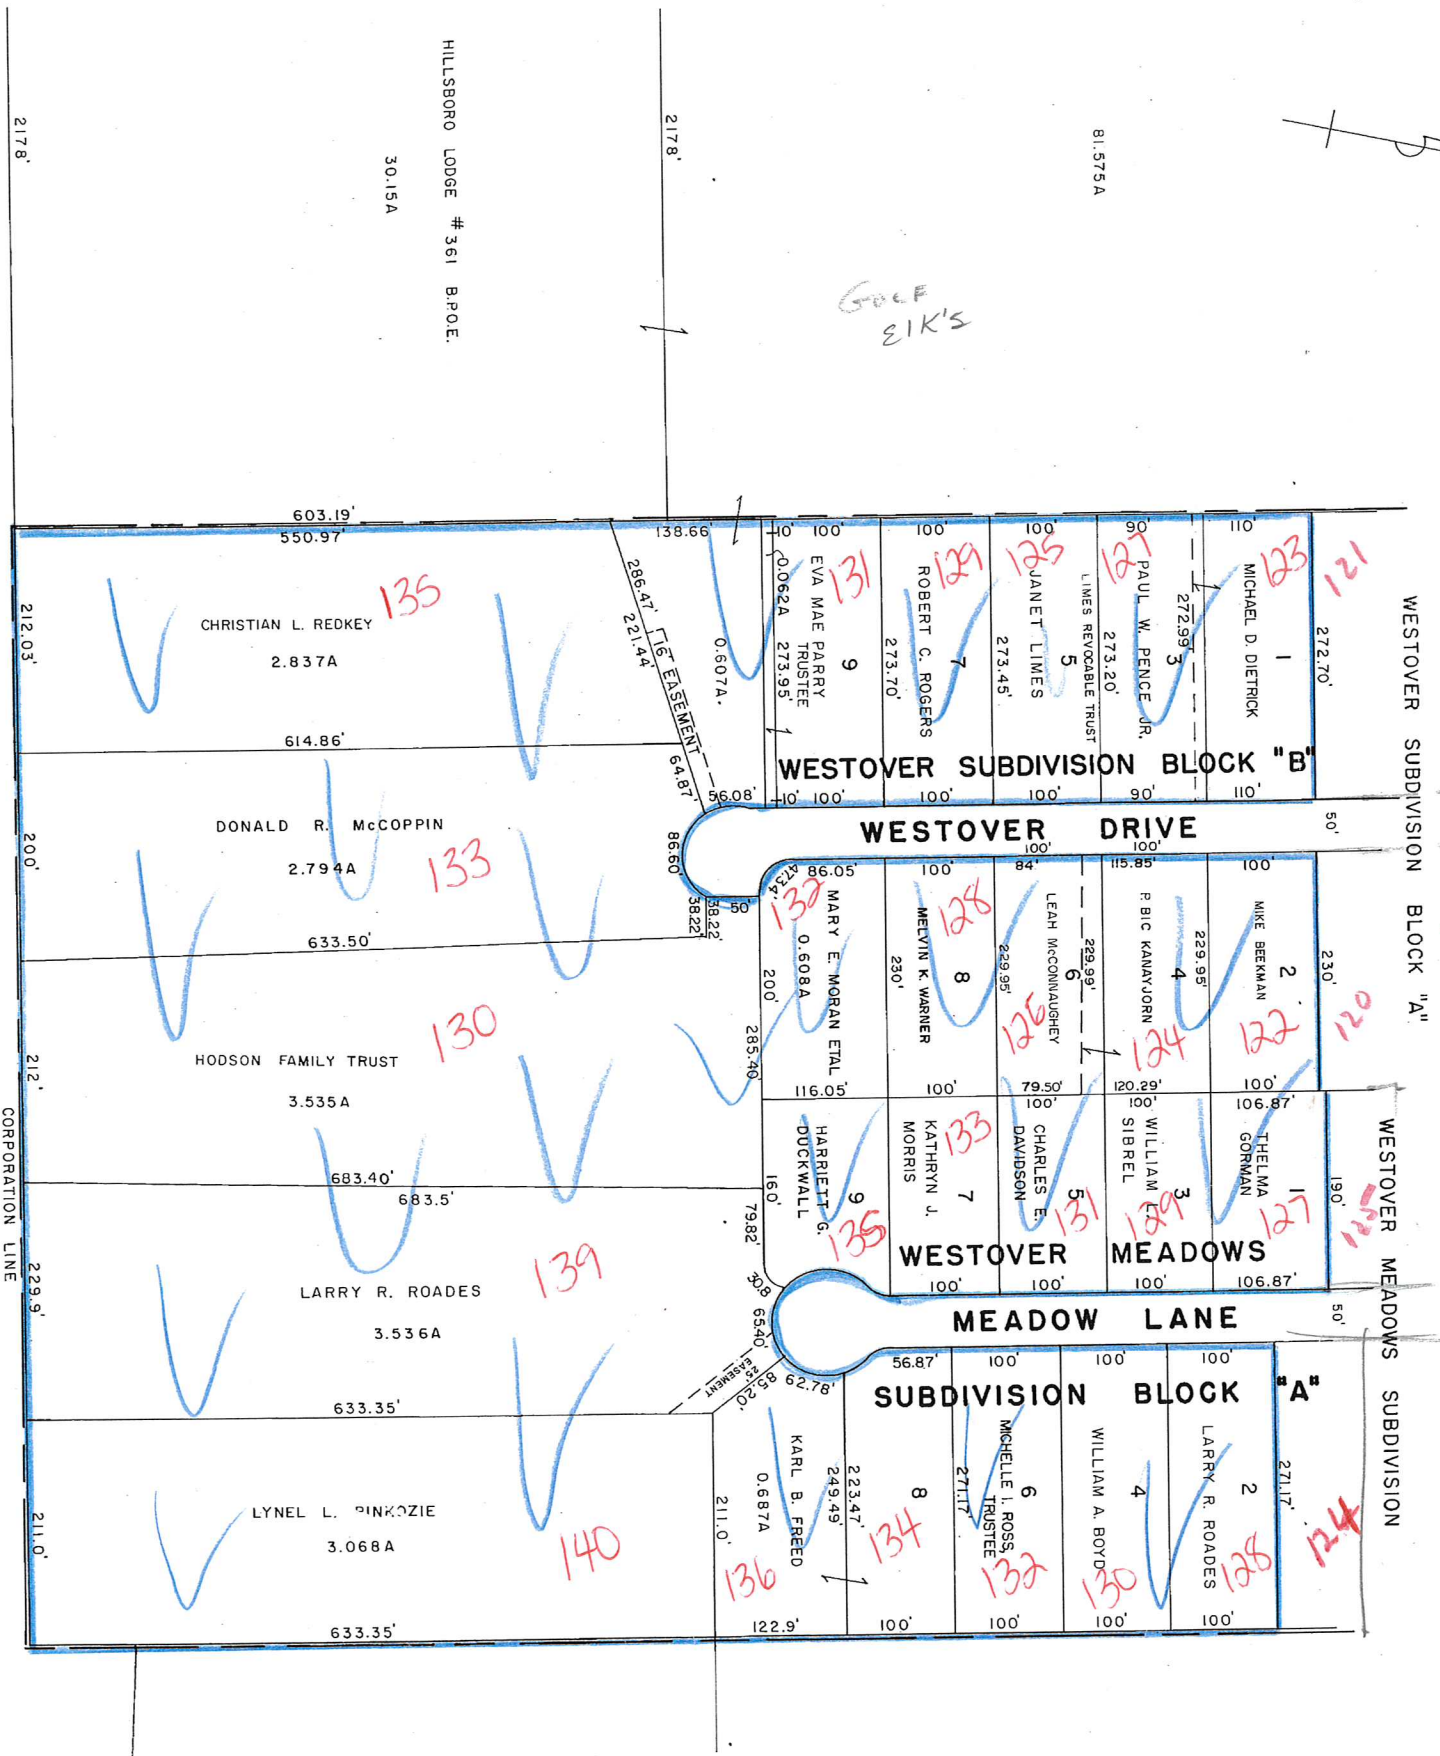 2178'
HILLSBORO LODGE #361 B.P.O.E.
30.15A
2178'
81.575A
GOLF
ElK'S
603.19'
550.97'
138.66
10' 100'
100'
100'
90'
110'
CHRISTIAN L. REDKEY
2.837A
135
212.03'
614.86'
286.47'
221.44'
16' EASEMENT
64.87'
0.607A.
0.062A
EVA MAE PARRY
TRUSTEE
273.95'
9
131
ROBERT C. ROGERS
273.70'
7
129
JANET LIMES
LIMES REVOCABLE TRUST
273.45'
5
125
PAUL W. PENCE JR.
273.20'
272.99'
3
127
MICHAEL D. DIETRICK
1
123
121
272.70'
WESTOVER SUBDIVISION BLOCK "A"
WESTOVER SUBDIVISION BLOCK "B"
56.08'
10' 100'
100'
100'
90'
110'
50'
WESTOVER DRIVE
DONALD R. McCOPPIN
2.794A
133
200'
633.50'
86.60'
38.22'
38.22'
50'
47.34'
86.05'
100'
84'
100'
115.85'
100'
132
MARY E. MORAN ETAL
0.608A
200'
285.40'
128
MELVIN K. WARNER
230'
8
LEAH McCONNAUGHEY
229.95'
229.99'
6
126
P. BIC KANAYJORN
229.95'
4
124
MIKE BEEKMAN
2
122
230'
120
116.05'
100'
79.50'
120.29'
100'
HODSON FAMILY TRUST
3.535A
130
212'
CORPORATION LINE
683.40'
683.5'
100'
100'
106.87'
HARRIETT G.
DUCKWALL
9
135
160'
79.82'
KATHRYN J.
MORRIS
7
133
CHARLES E.
DAVIDSON
5
131
WILLIAM L.
SIBREL
3
129
THELMA
GORMAN
1
127
190'
125
WESTOVER MEADOWS SUBDIVISION
WESTOVER MEADOWS
100'
100'
100'
106.87'
50'
MEADOW LANE
LARRY R. ROADES
3.536A
139
229.9'
633.35'
30.8
65.40'
25' EASEMENT
85.20'
62.78'
56.87'
100'
100'
100'
SUBDIVISION BLOCK "A"
LYNEL L. PINKOZIE
3.068A
140
211.0'
633.35'
211.0'
KARL B. FREED
0.687A
249.49'
136
223.47'
8
134
MICHELLE I. ROSS,
TRUSTEE
271.17'
6
132
WILLIAM A. BOYD
4
130
LARRY R. ROADES
2
128
271.17'
124
122.9'
100'
100'
100'
100'